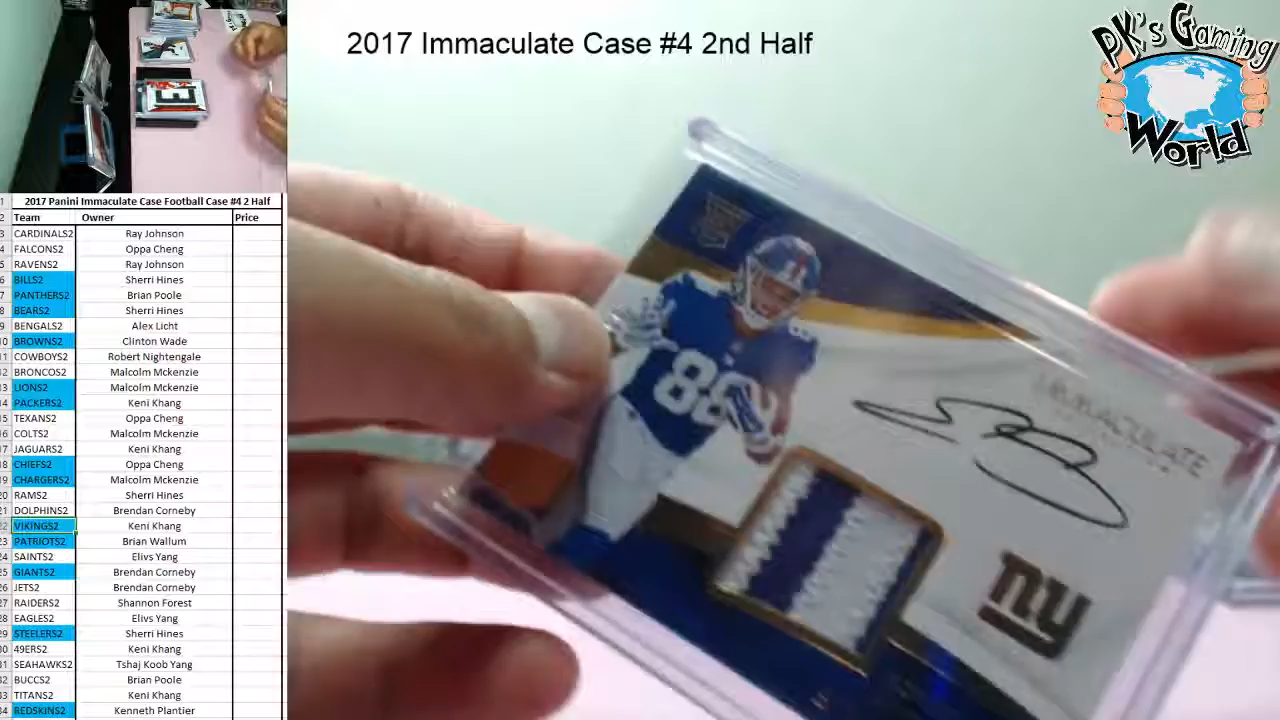 2017 Immaculate Case #4 2nd Half
PK's Gaming
World
2017 Panini Immaculate Case Football Case #4 2 Half
Team Owner Price
CARDINALS2 Ray Johnson
FALCONS2 Oppa Cheng
RAVENS2 Ray Johnson
BILLS2 Sherri Hines
PANTHERS2 Brian Poole
BEARS2 Sherri Hines
BENGALS2 Alex Licht
BROWNS2 Clinton Wade
COWBOYS2 Robert Nightengale
BRONCOS2 Malcolm Mckenzie
LIONS2 Malcolm Mckenzie
PACKERS2 Keni Khang
TEXANS2 Oppa Cheng
COLTS2 Malcolm Mckenzie
JAGUARS2 Keni Khang
CHIEFS2 Oppa Cheng
CHARGERS2 Malcolm Mckenzie
RAMS2 Sherri Hines
DOLPHINS2 Brendan Corneby
VIKINGS2 Keni Khang
PATRIOTS2 Brian Wallum
SAINTS2 Elivs Yang
GIANTS2 Brendan Corneby
JETS2 Brendan Corneby
RAIDERS2 Shannon Forest
EAGLES2 Elivs Yang
STEELERS2 Sherri Hines
49ERS2 Keni Khang
SEAHAWKS2 Tshaj Koob Yang
BUCCS2 Brian Poole
TITANS2 Keni Khang
REDSKINS2 Kenneth Plantier
IMMACULATE
88
ny